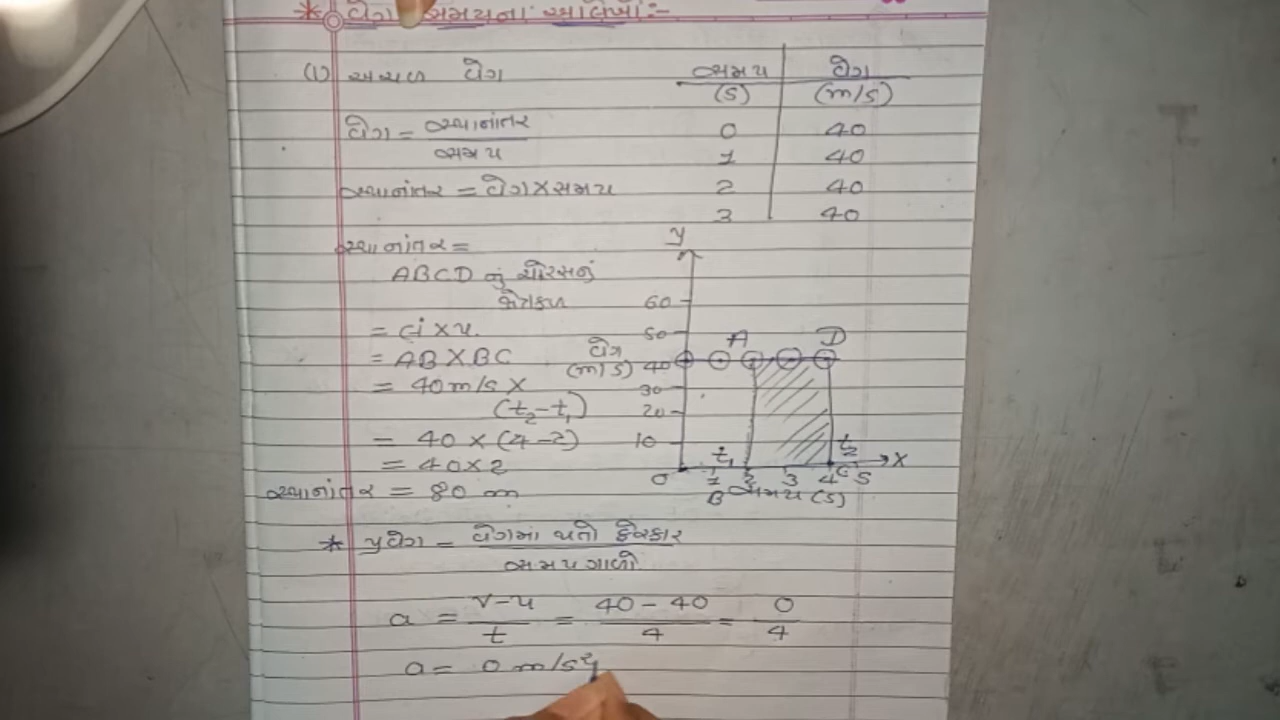 * વેગ સમયના આલેખો:-
(1) અચળ વેગ
સમય વેગ
(s) (m/s)
0 40
1 40
2 40
3 40
વેગ = સ્થાનાંતર
સમય
સ્થાનાંતર = વેગ × સમય
સ્થાનાંતર =
ABCD નું ચોરસનું
ક્ષેત્રફળ
= લં × પ.
= AB × BC
= 40 m/s ×
(t₂-t₁)
= 40 × (4-2)
= 40 × 2
સ્થાનાંતર = 80 m
y
60
50
A D
વેગ
(m/s) 40
30
20
10
t₁ t₂
0 1 2 3 4 C 5 X
B સમય (s)
* પ્રવેગ = વેગમાં થતો ફેરફાર
સમયગાળો
a = v-u = 40-40 = 0
t 4 4
a = 0 m/s²